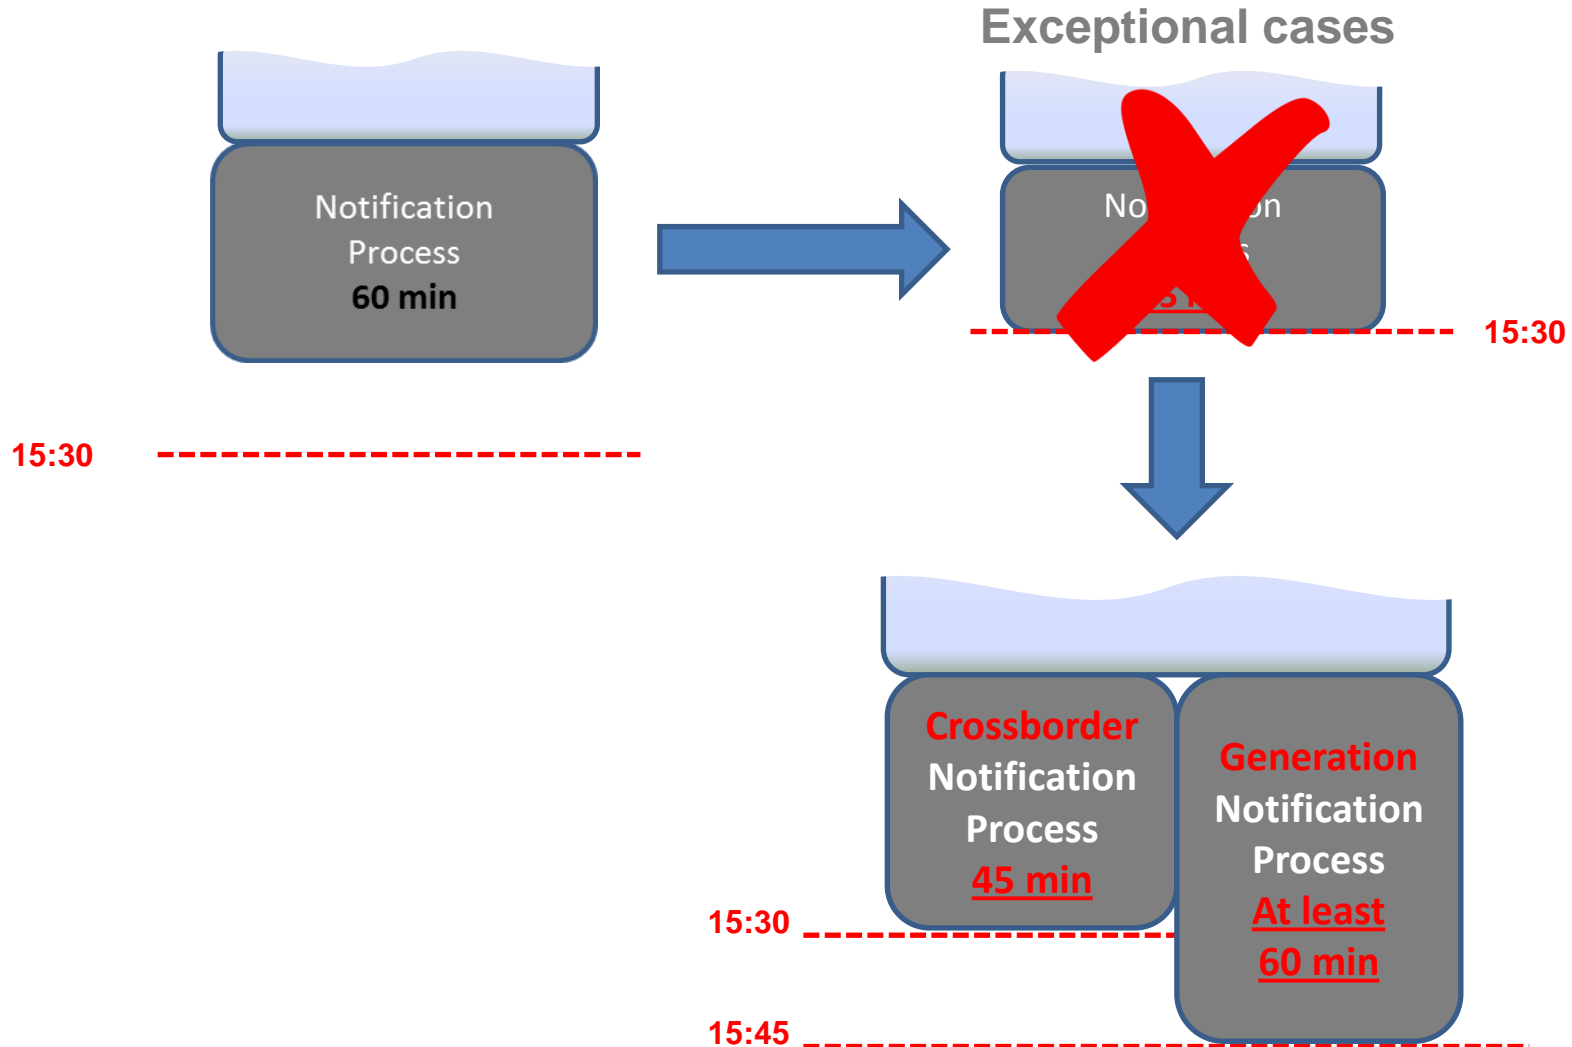 Exceptional cases
Notification
Process
60 min
15:30
15:30
Crossborder
Notification
Process
45 min
Generation
Notification
Process
At least
60 min
15:30
15:45